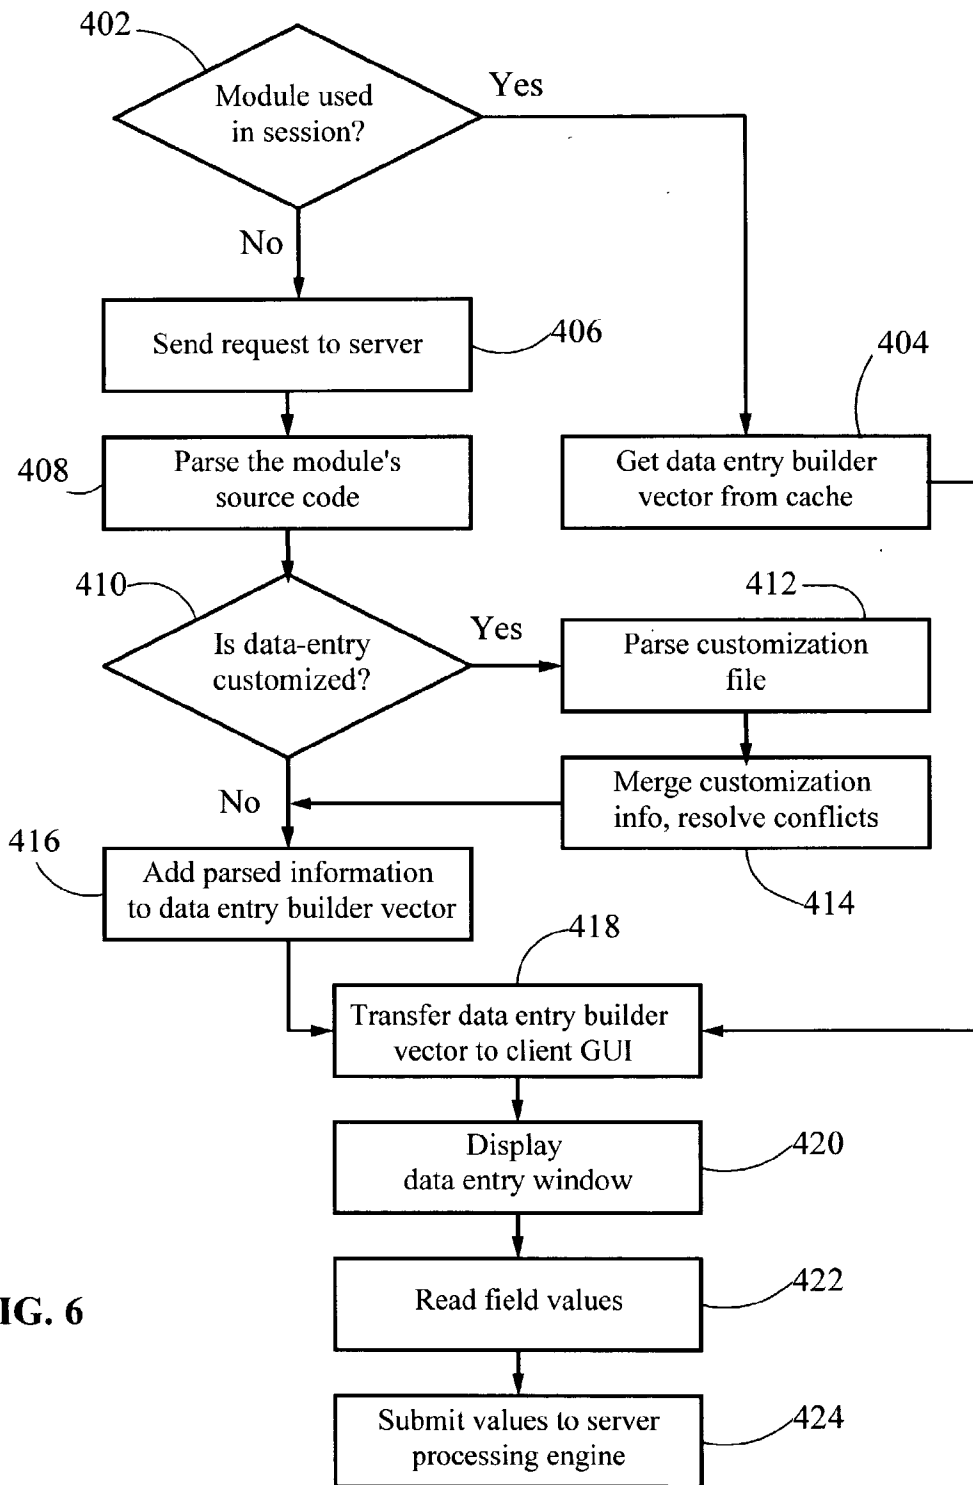 402
Module used
in session?
Yes
No
Send request to server
406
404
408
Parse the module's
source code
Get data entry builder
vector from cache
410
Is data-entry
customized?
Yes
412
Parse customization
file
No
Merge customization
info, resolve conflicts
414
416
Add parsed information
to data entry builder vector
418
Transfer data entry builder
vector to client GUI
Display
data entry window
420
Read field values
422
IG. 6
Submit values to server
processing engine
424